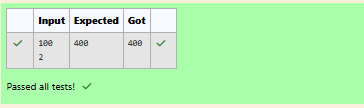 Input Expected Got
✓ 100 400 400 ✓
2
Passed all tests! ✓